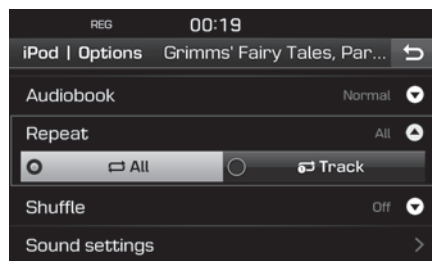 REG 00:19
iPod | Options Grimms' Fairy Tales, Par...
Audiobook Normal
Repeat All
All Track
Shuffle Off
Sound settings